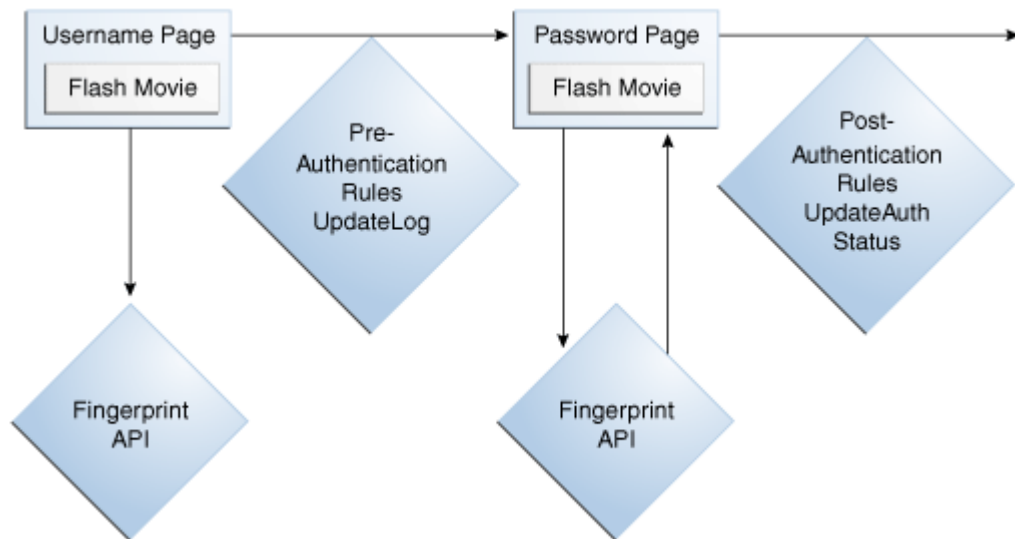 Username Page
Flash Movie
Pre-
Authentication
Rules
UpdateLog
Password Page
Flash Movie
Post-
Authentication
Rules
UpdateAuth
Status
Fingerprint
API
Fingerprint
API